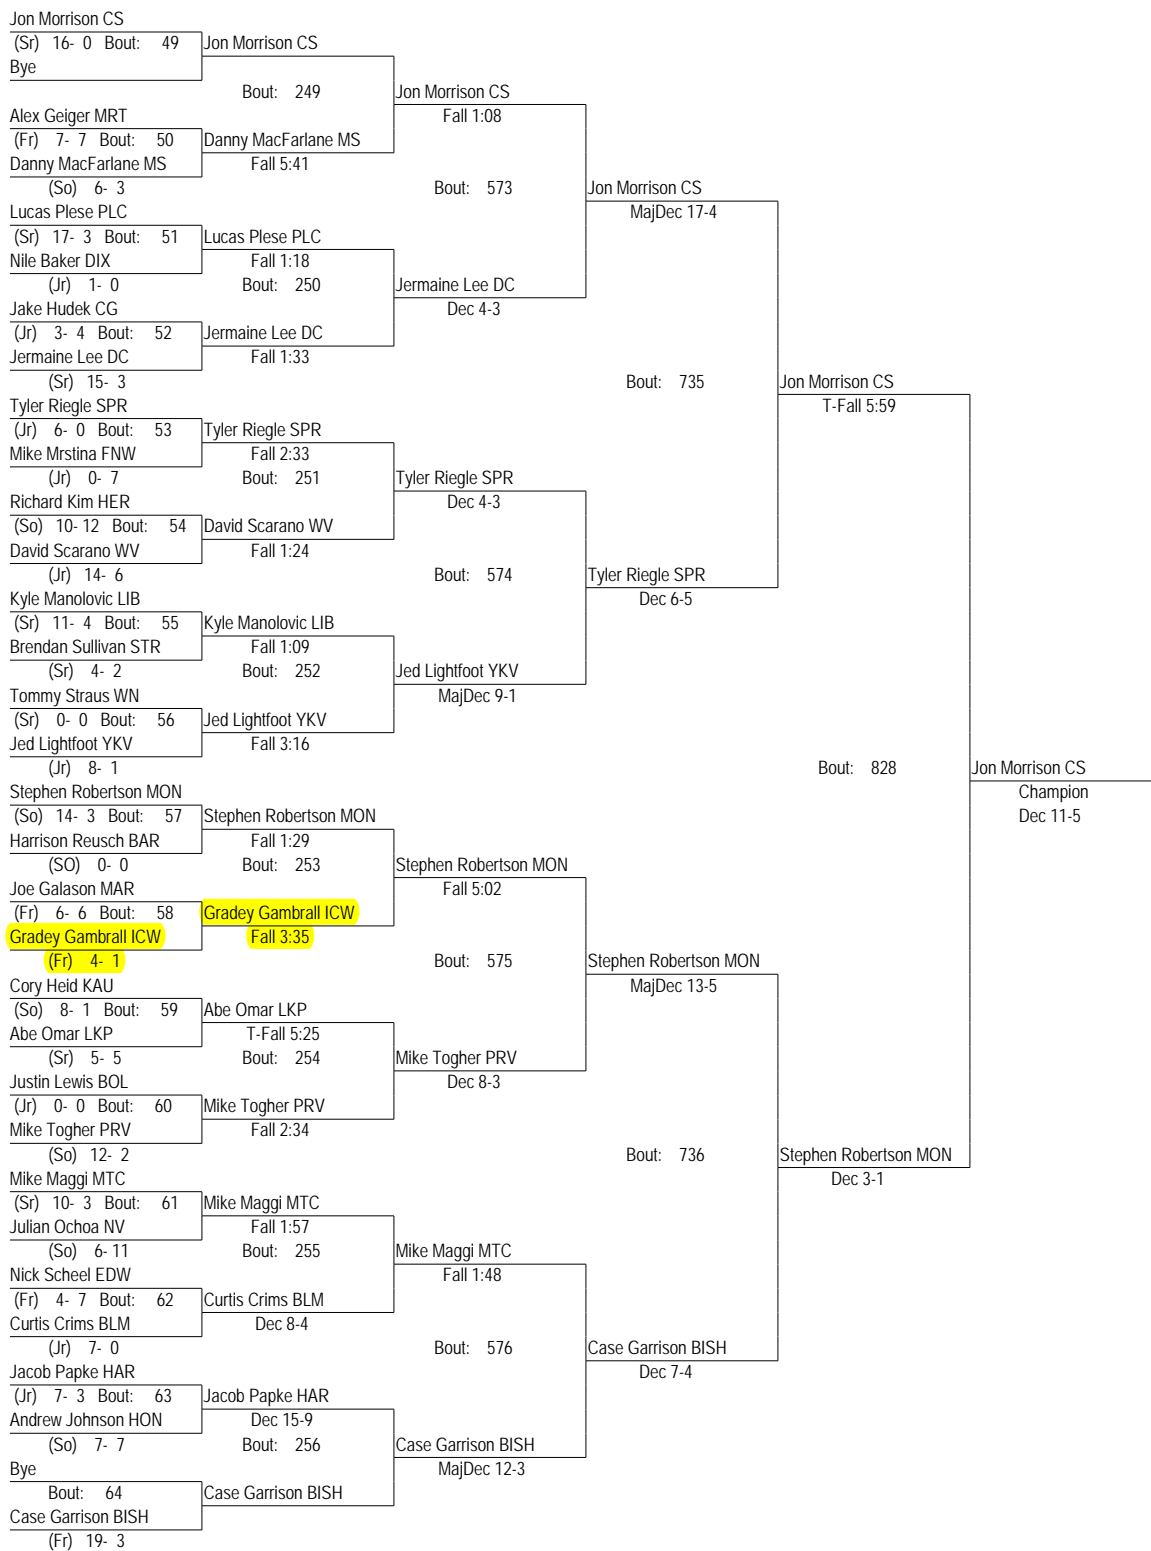 Jon Morrison CS
(Sr) 16- 0 Bout: 49 Jon Morrison CS
Bye
Bout: 249 Jon Morrison CS
Alex Geiger MRT Fall 1:08
(Fr) 7- 7 Bout: 50 Danny MacFarlane MS
Danny MacFarlane MS Fall 5:41
(So) 6- 3 Bout: 573 Jon Morrison CS
Lucas Plese PLC MajDec 17-4
(Sr) 17- 3 Bout: 51 Lucas Plese PLC
Nile Baker DIX Fall 1:18
(Jr) 1- 0 Bout: 250 Jermaine Lee DC
Jake Hudek CG Dec 4-3
(Jr) 3- 4 Bout: 52 Jermaine Lee DC
Jermaine Lee DC Fall 1:33
(Sr) 15- 3 Bout: 735 Jon Morrison CS
Tyler Riegle SPR T-Fall 5:59
(Jr) 6- 0 Bout: 53 Tyler Riegle SPR
Mike Mrstina FNW Fall 2:33
(Jr) 0- 7 Bout: 251 Tyler Riegle SPR
Richard Kim HER Dec 4-3
(So) 10- 12 Bout: 54 David Scarano WV
David Scarano WV Fall 1:24
(Jr) 14- 6 Bout: 574 Tyler Riegle SPR
Kyle Manolovic LIB Dec 6-5
(Sr) 11- 4 Bout: 55 Kyle Manolovic LIB
Brendan Sullivan STR Fall 1:09
(Sr) 4- 2 Bout: 252 Jed Lightfoot YKV
Tommy Straus WN MajDec 9-1
(Sr) 0- 0 Bout: 56 Jed Lightfoot YKV
Jed Lightfoot YKV Fall 3:16
(Jr) 8- 1 Bout: 828 Jon Morrison CS
Stephen Robertson MON Champion
(So) 14- 3 Bout: 57 Stephen Robertson MON Dec 11-5
Harrison Reusch BAR Fall 1:29
(SO) 0- 0 Bout: 253 Stephen Robertson MON
Joe Galason MAR Fall 5:02
(Fr) 6- 6 Bout: 58 Gradey Gambrall ICW
Gradey Gambrall ICW Fall 3:35
(Fr) 4- 1 Bout: 575 Stephen Robertson MON
Cory Heid KAU MajDec 13-5
(So) 8- 1 Bout: 59 Abe Omar LKP
Abe Omar LKP T-Fall 5:25
(Sr) 5- 5 Bout: 254 Mike Togher PRV
Justin Lewis BOL Dec 8-3
(Jr) 0- 0 Bout: 60 Mike Togher PRV
Mike Togher PRV Fall 2:34
(So) 12- 2 Bout: 736 Stephen Robertson MON
Mike Maggi MTC Dec 3-1
(Sr) 10- 3 Bout: 61 Mike Maggi MTC
Julian Ochoa NV Fall 1:57
(So) 6- 11 Bout: 255 Mike Maggi MTC
Nick Scheel EDW Fall 1:48
(Fr) 4- 7 Bout: 62 Curtis Crims BLM
Curtis Crims BLM Dec 8-4
(Jr) 7- 0 Bout: 576 Case Garrison BISH
Jacob Papke HAR Dec 7-4
(Jr) 7- 3 Bout: 63 Jacob Papke HAR
Andrew Johnson HON Dec 15-9
(So) 7- 7 Bout: 256 Case Garrison BISH
Bye MajDec 12-3
Bout: 64 Case Garrison BISH
Case Garrison BISH
(Fr) 19- 3